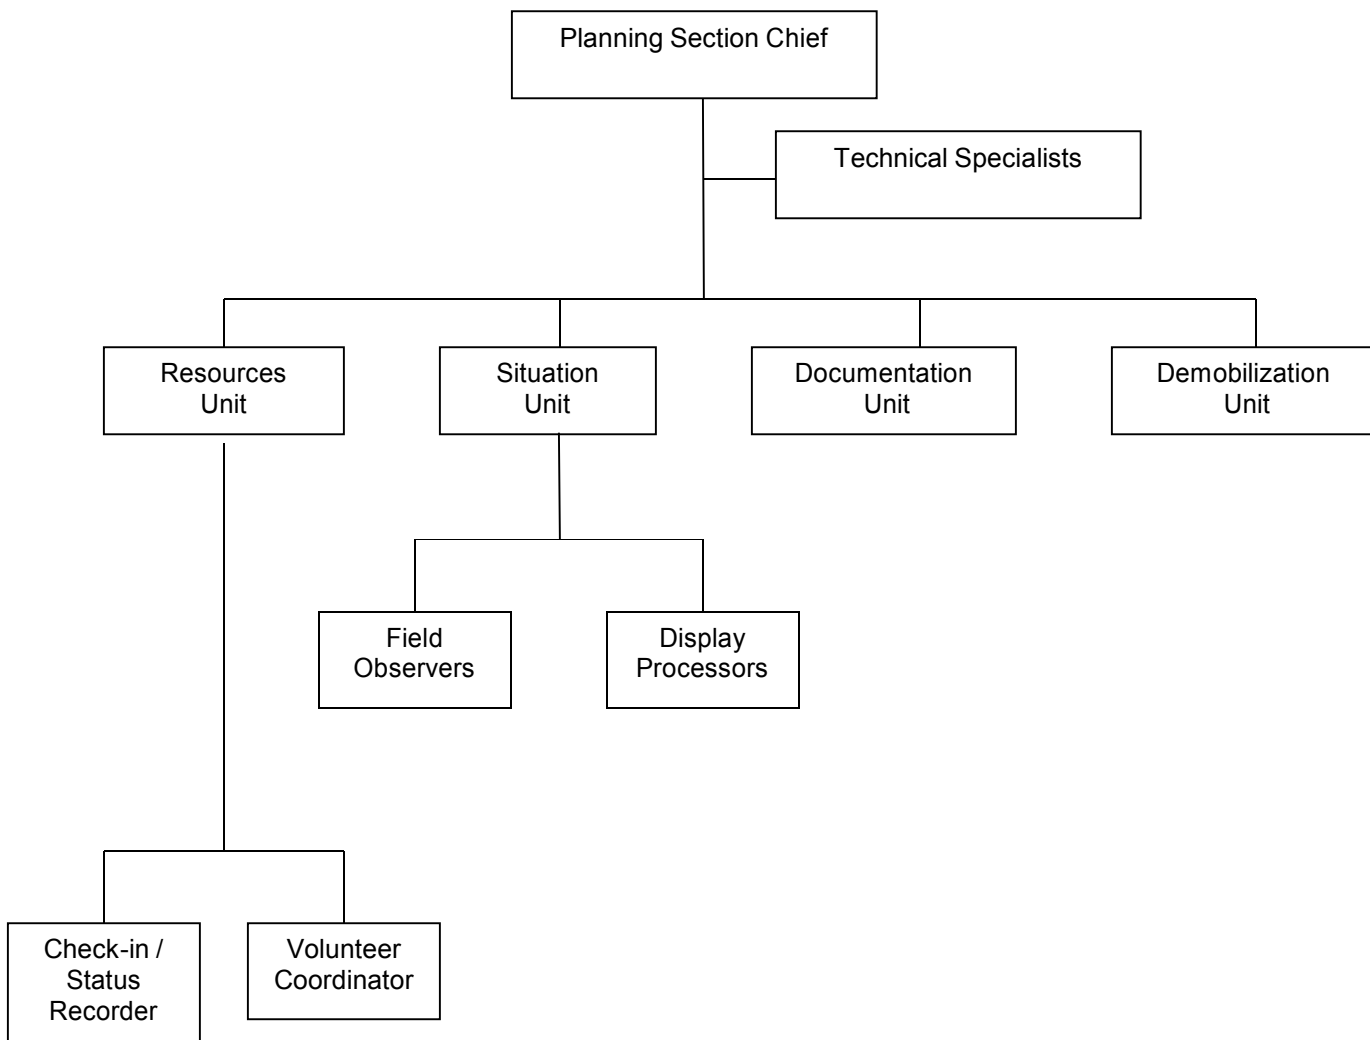 Planning Section Chief
Technical Specialists
Resources
Unit
Situation
Unit
Documentation
Unit
Demobilization
Unit
Field
Observers
Display
Processors
Check-in /
Status
Recorder
Volunteer
Coordinator